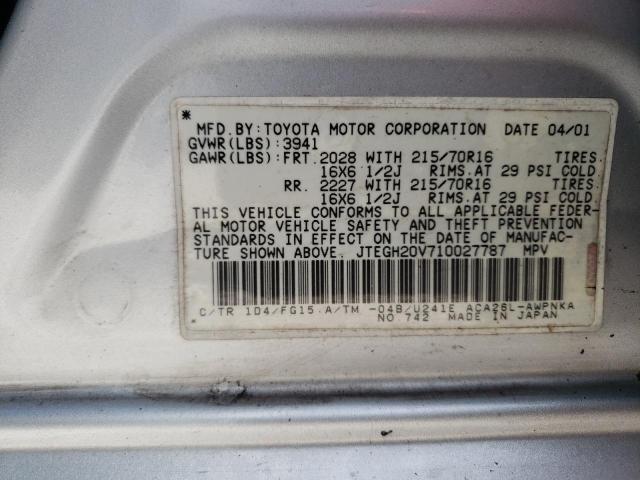 *
MFD.BY:TOYOTA MOTOR CORPORATION DATE 04/01
GVWR(LBS):3941
GAWR(LBS):FRT.2028 WITH 215/70R16 TIRES
16X6 1/2J RIMS.AT 29 PSI COLD
RR. 2227 WITH 215/70R16 TIRES
16X6 1/2J RIMS.AT 29 PSI COLD
THIS VEHICLE CONFORMS TO ALL APPLICABLE FEDER-
AL MOTOR VEHICLE SAFETY AND THEFT PREVENTION
STANDARDS IN EFFECT ON THE DATE OF MANUFAC-
TURE SHOWN ABOVE. JTEGH20V710027787 MPV
C/TR 1D4/FG15 A/TM -04B/U241E ACA26L-AWPNKA
NO.742 MADE IN JAPAN